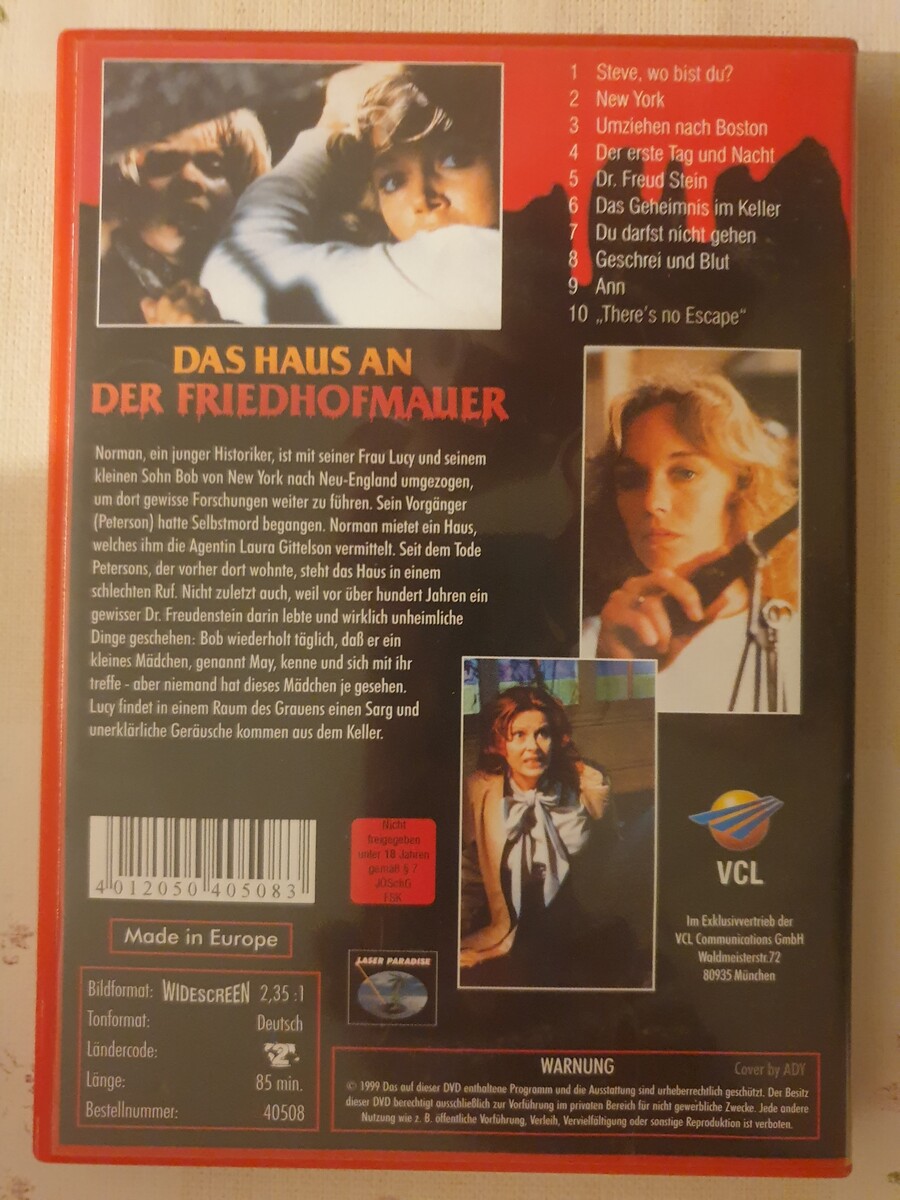 1 Steve, wo bist du?
2 New York
3 Umziehen nach Boston
4 Der erste Tag und Nacht
5 Dr. Freud Stein
6 Das Geheimnis im Keller
7 Du darfst nicht gehen
8 Geschrei und Blut
9 Ann
10 „There's no Escape"
DAS HAUS AN
DER FRIEDHOFMAUER
Norman, ein junger Historiker, ist mit seiner Frau Lucy und seinem
kleinen Sohn Bob von New York nach Neu-England umgezogen,
um dort gewisse Forschungen weiter zu führen. Sein Vorgänger
(Peterson) hatte Selbstmord begangen. Norman mietet ein Haus,
welches ihm die Agentin Laura Gittelson vermittelt. Seit dem Tode
Petersons, der vorher dort wohnte, steht das Haus in einem
schlechten Ruf. Nicht zuletzt auch, weil vor über hundert Jahren ein
gewisser Dr. Freudenstein darin lebte und wirklich unheimliche
Dinge geschehen: Bob wiederholt täglich, daß er ein
kleines Mädchen, genannt May, kenne und sich mit ihr
treffe - aber niemand hat dieses Mädchen je gesehen.
Lucy findet in einem Raum des Grauens einen Sarg und
unerklärliche Geräusche kommen aus dem Keller.
4 012050 405083
Nicht
freigegeben
unter 18 Jahren
gemäß § 7
JÖSchG
FSK
VCL
Im Exklusivvertrieb der
VCL Communications GmbH
Waldmeisterstr.72
80935 München
Made in Europe
LASER PARADISE
Bildformat: WIDESCREEN 2,35 :1
Tonformat: Deutsch
Ländercode: 2
Länge: 85 min.
Bestellnummer: 40508
WARNUNG
Cover by ADY
© 1999 Das auf dieser DVD enthaltene Programm und die Ausstattung sind urheberrechtlich geschützt. Der Besitz
dieser DVD berechtigt ausschließlich zur Vorführung im privaten Bereich für nicht gewerbliche Zwecke. Jede andere
Nutzung wie z. B. öffentliche Vorführung, Verleih, Vervielfältigung oder sonstige Reproduktion ist verboten.